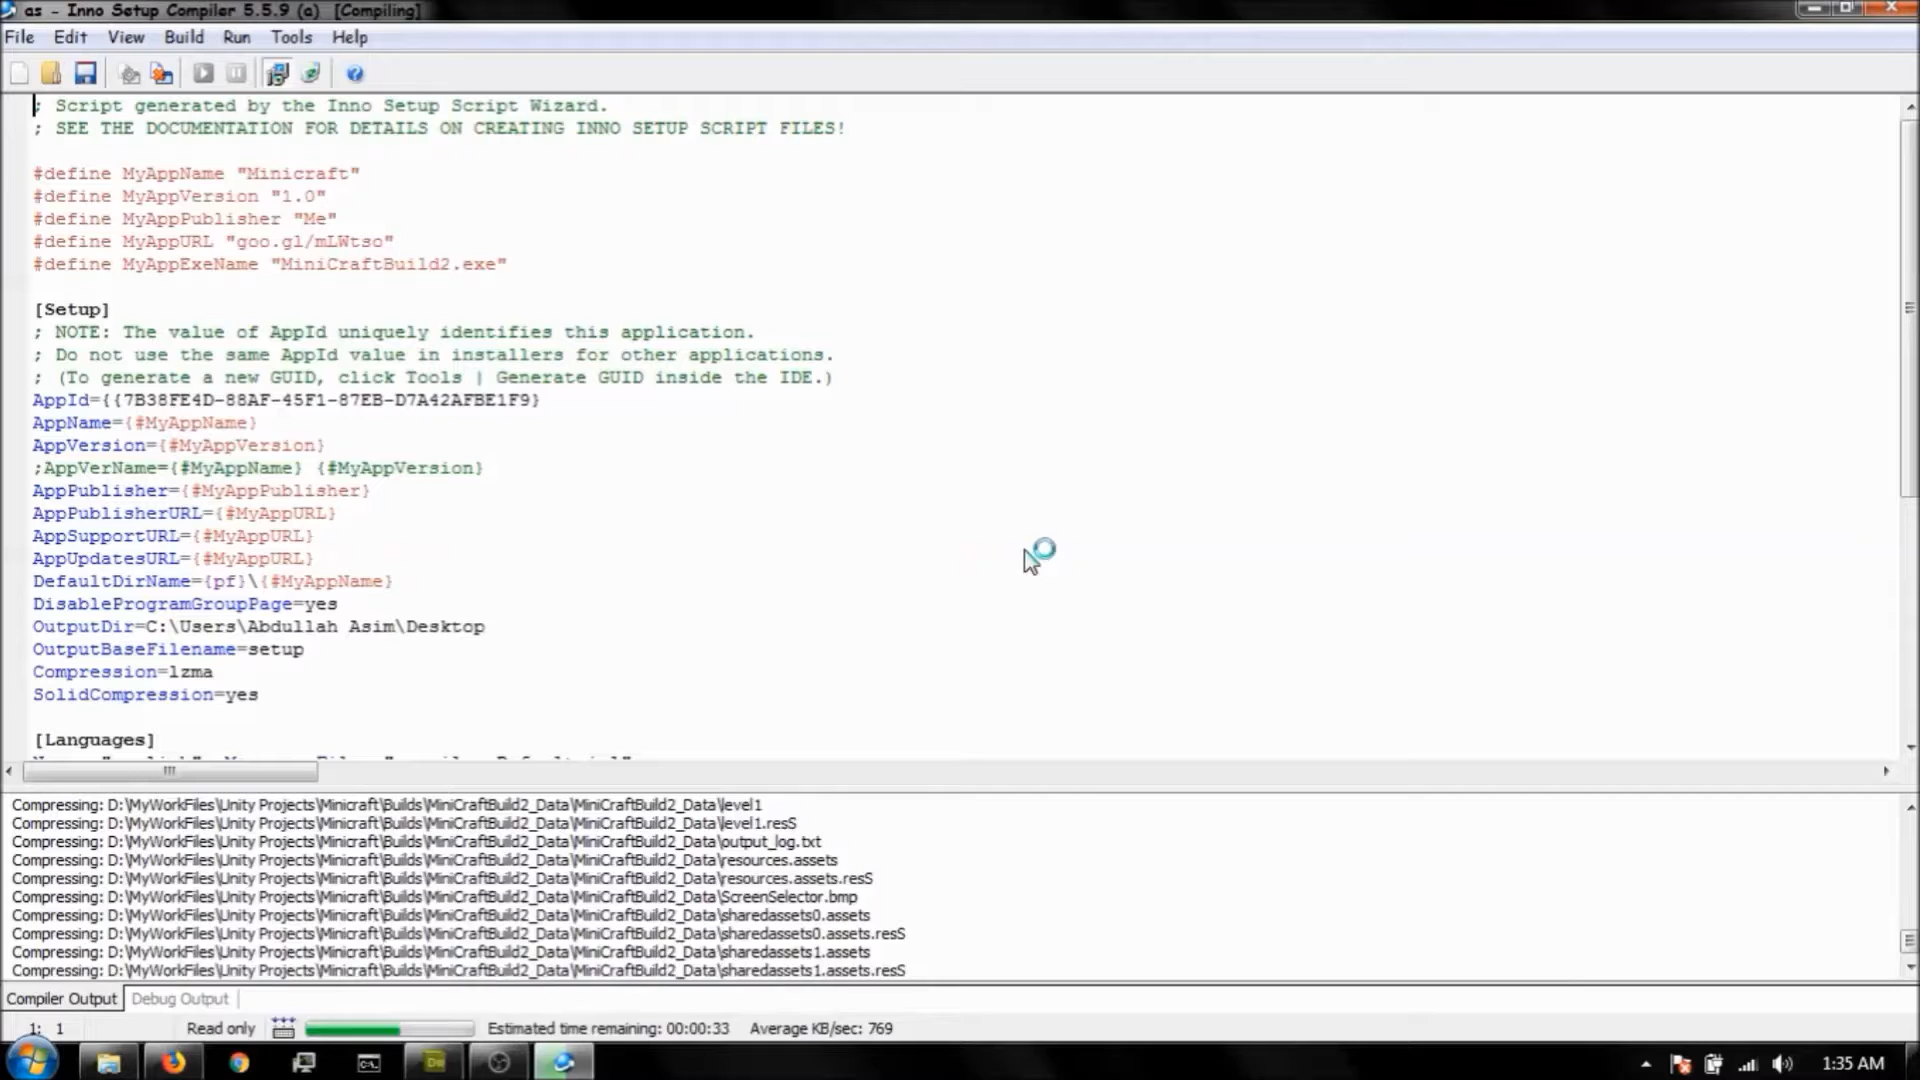 as - Inno Setup Compiler 5.5.9 (a) [Compiling]
File Edit View Build Run Tools Help
; Script generated by the Inno Setup Script Wizard.
; SEE THE DOCUMENTATION FOR DETAILS ON CREATING INNO SETUP SCRIPT FILES!
#define MyAppName "Minicraft"
#define MyAppVersion "1.0"
#define MyAppPublisher "Me"
#define MyAppURL "goo.gl/mLWtso"
#define MyAppExeName "MiniCraftBuild2.exe"
[Setup]
; NOTE: The value of AppId uniquely identifies this application.
; Do not use the same AppId value in installers for other applications.
; (To generate a new GUID, click Tools | Generate GUID inside the IDE.)
AppId={{7B38FE4D-88AF-45F1-87EB-D7A42AFBE1F9}
AppName={#MyAppName}
AppVersion={#MyAppVersion}
;AppVerName={#MyAppName} {#MyAppVersion}
AppPublisher={#MyAppPublisher}
AppPublisherURL={#MyAppURL}
AppSupportURL={#MyAppURL}
AppUpdatesURL={#MyAppURL}
DefaultDirName={pf}\{#MyAppName}
DisableProgramGroupPage=yes
OutputDir=C:\Users\Abdullah Asim\Desktop
OutputBaseFilename=setup
Compression=lzma
SolidCompression=yes
[Languages]
Compressing: D:\MyWorkFiles\Unity Projects\Minicraft\Builds\MiniCraftBuild2_Data\MiniCraftBuild2_Data\level1
Compressing: D:\MyWorkFiles\Unity Projects\Minicraft\Builds\MiniCraftBuild2_Data\MiniCraftBuild2_Data\level1.resS
Compressing: D:\MyWorkFiles\Unity Projects\Minicraft\Builds\MiniCraftBuild2_Data\MiniCraftBuild2_Data\output_log.txt
Compressing: D:\MyWorkFiles\Unity Projects\Minicraft\Builds\MiniCraftBuild2_Data\MiniCraftBuild2_Data\resources.assets
Compressing: D:\MyWorkFiles\Unity Projects\Minicraft\Builds\MiniCraftBuild2_Data\MiniCraftBuild2_Data\resources.assets.resS
Compressing: D:\MyWorkFiles\Unity Projects\Minicraft\Builds\MiniCraftBuild2_Data\MiniCraftBuild2_Data\ScreenSelector.bmp
Compressing: D:\MyWorkFiles\Unity Projects\Minicraft\Builds\MiniCraftBuild2_Data\MiniCraftBuild2_Data\sharedassets0.assets
Compressing: D:\MyWorkFiles\Unity Projects\Minicraft\Builds\MiniCraftBuild2_Data\MiniCraftBuild2_Data\sharedassets0.assets.resS
Compressing: D:\MyWorkFiles\Unity Projects\Minicraft\Builds\MiniCraftBuild2_Data\MiniCraftBuild2_Data\sharedassets1.assets
Compressing: D:\MyWorkFiles\Unity Projects\Minicraft\Builds\MiniCraftBuild2_Data\MiniCraftBuild2_Data\sharedassets1.assets.resS
Compiler Output Debug Output
1: 1 Read only Estimated time remaining: 00:00:33 Average KB/sec: 769
Dw 1:35 AM